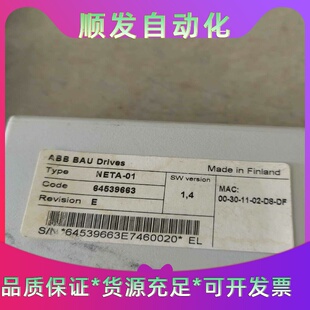 顺发自动化
ABB BAU Drives
Made in Finland
Type NETA-01
Code 64539663
Revision E
SW version
1,4
MAC:
00-30-11-02-D8-DF
S/N *64539663E7460020* EL
品质保证*货源充足*可开发票